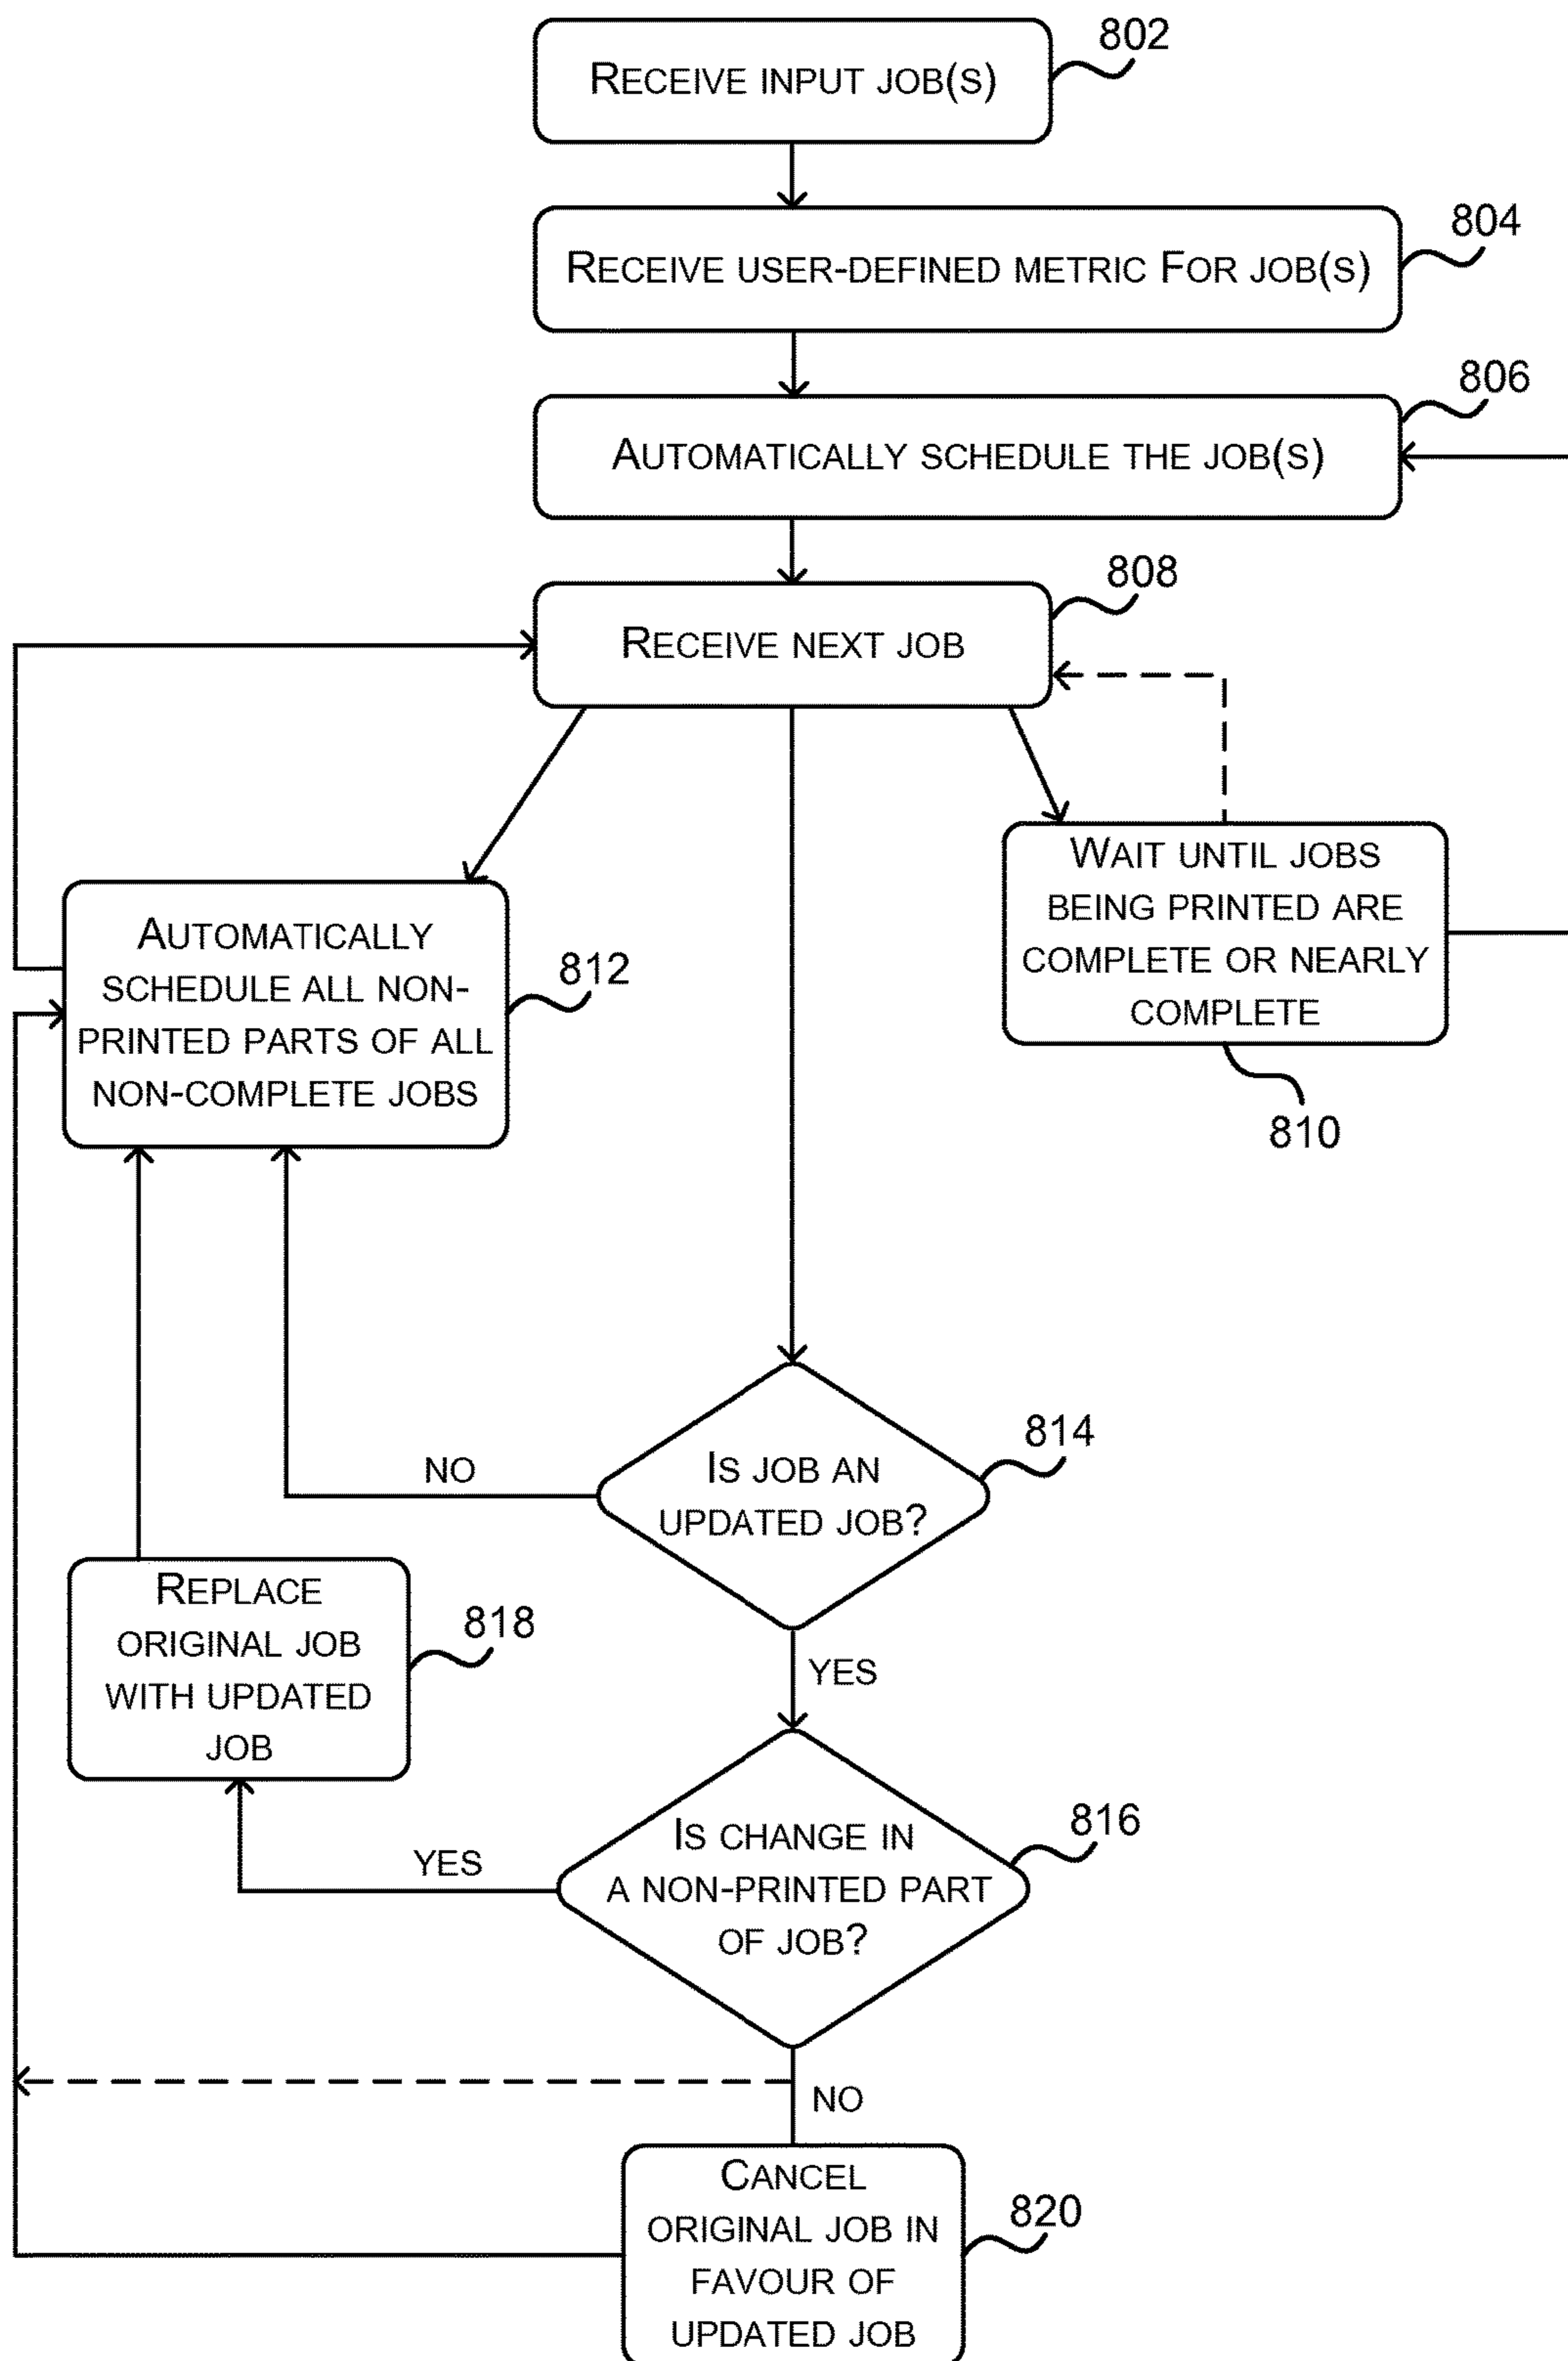 802
RECEIVE INPUT JOB(S)
804
RECEIVE USER-DEFINED METRIC FOR JOB(S)
806
AUTOMATICALLY SCHEDULE THE JOB(S)
808
RECEIVE NEXT JOB
WAIT UNTIL JOBS
BEING PRINTED ARE
COMPLETE OR NEARLY
COMPLETE
810
AUTOMATICALLY
SCHEDULE ALL NON-
PRINTED PARTS OF ALL
NON-COMPLETE JOBS
812
814
IS JOB AN
UPDATED JOB?
NO
YES
REPLACE
ORIGINAL JOB
WITH UPDATED
JOB
818
816
IS CHANGE IN
A NON-PRINTED PART
OF JOB?
YES
NO
CANCEL
ORIGINAL JOB IN
FAVOUR OF
UPDATED JOB
820